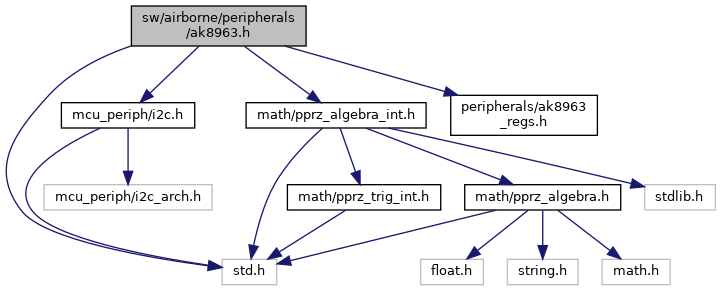 sw/airborne/peripherals
/ak8963.h
mcu_periph/i2c.h
math/pprz_algebra_int.h
peripherals/ak8963
_regs.h
mcu_periph/i2c_arch.h
math/pprz_trig_int.h
math/pprz_algebra.h
stdlib.h
std.h
float.h
string.h
math.h